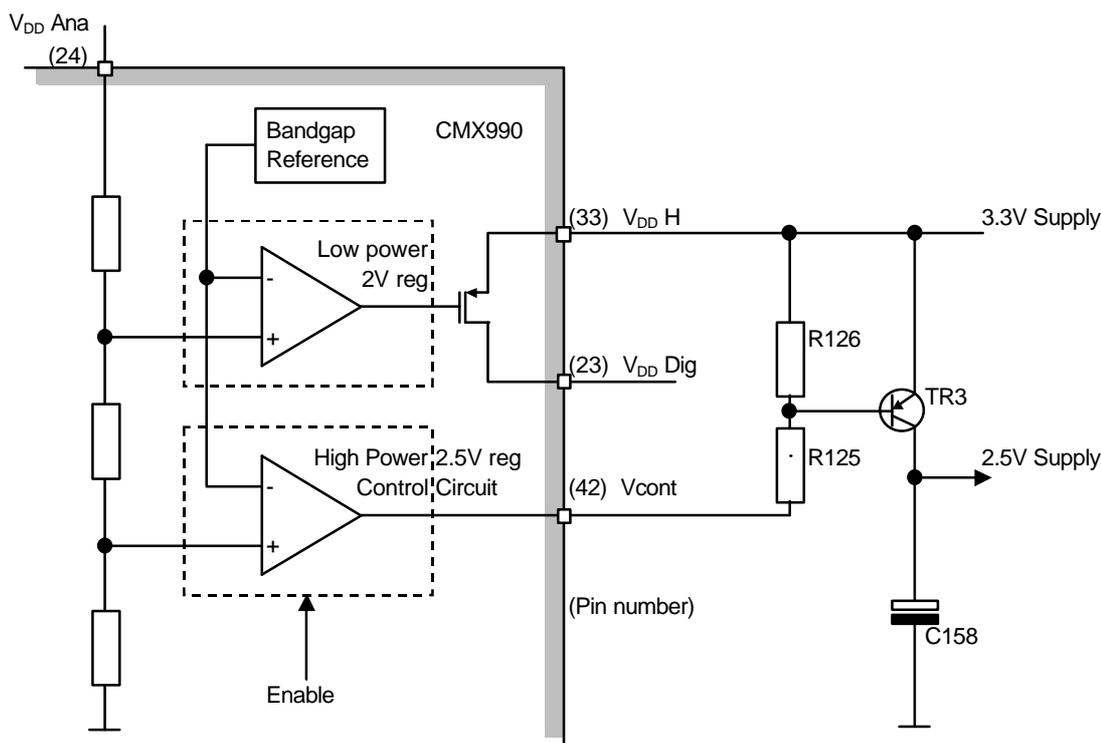 V_DD Ana
(24)
Bandgap
Reference
CMX990
(33) V_DD H
3.3V Supply
Low power
2V reg
-
+
R126
(23) V_DD Dig
TR3
High Power 2.5V reg
Control Circuit
R125
2.5V Supply
-
(42) Vcont
+
(Pin number)
C158
Enable